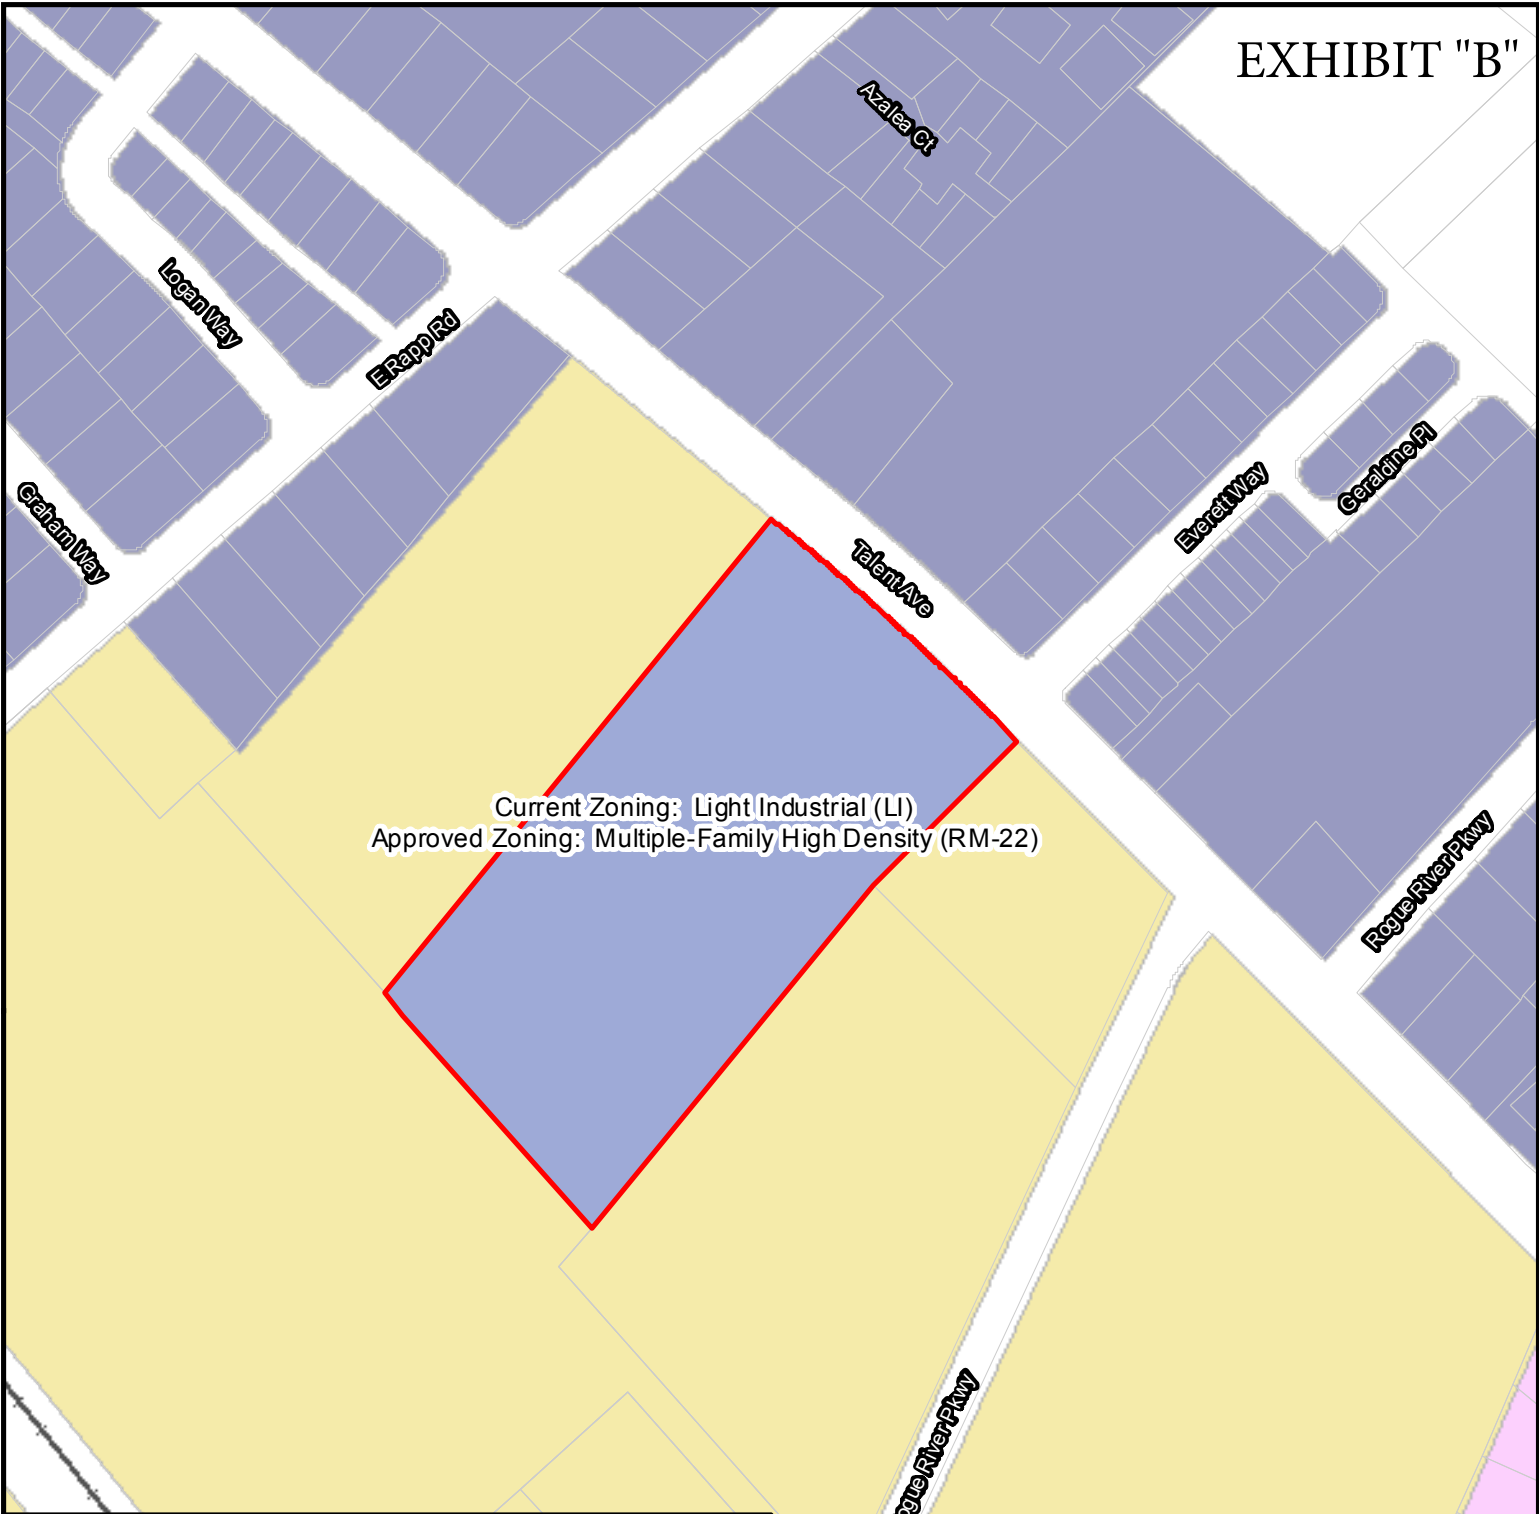 EXHIBIT "B"
Azalea Ct
Logan Way
E Rapp Rd
Graham Way
Geraldine Pl
Everett Way
Talent Ave
Current Zoning: Light Industrial (LI)
Approved Zoning: Multiple-Family High Density (RM-22)
Rogue River Pkwy
ogue River Pkwy